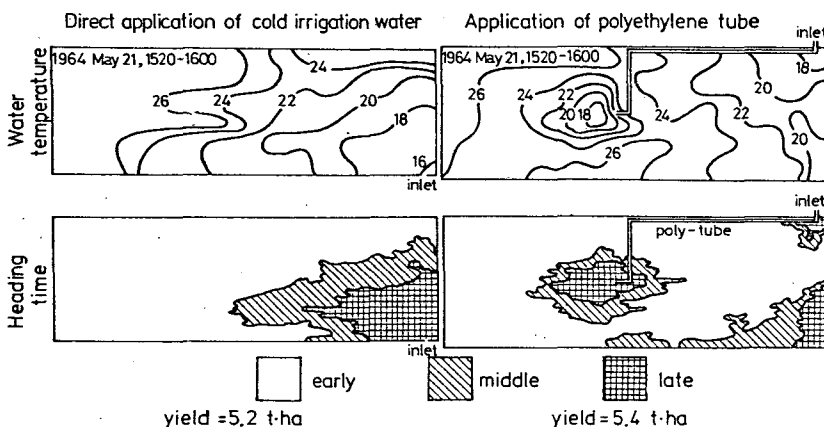 Direct application of cold irrigation water
Application of polyethylene tube
inlet
Water temperature
1964 May 21, 1520-1600
24
26
24
22
20
18
16
inlet
1964 May 21, 1520-1600
18
26
24
22
20
20
18
24
22
20
26
Heading time
inlet
inlet
poly-tube
early
middle
late
yield = 5,2 t·ha
yield = 5,4 t·ha